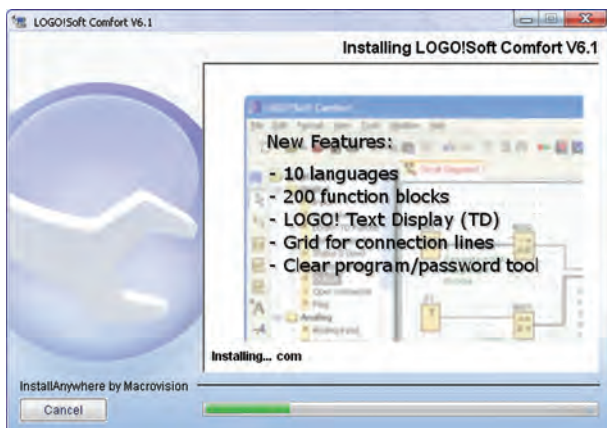 LOGO!Soft Comfort V6.1
Installing LOGO!Soft Comfort V6.1
New Features:
- 10 languages
- 200 function blocks
- LOGO! Text Display (TD)
- Grid for connection lines
- Clear program/password tool
Installing... com
InstallAnywhere by Macrovision
Cancel